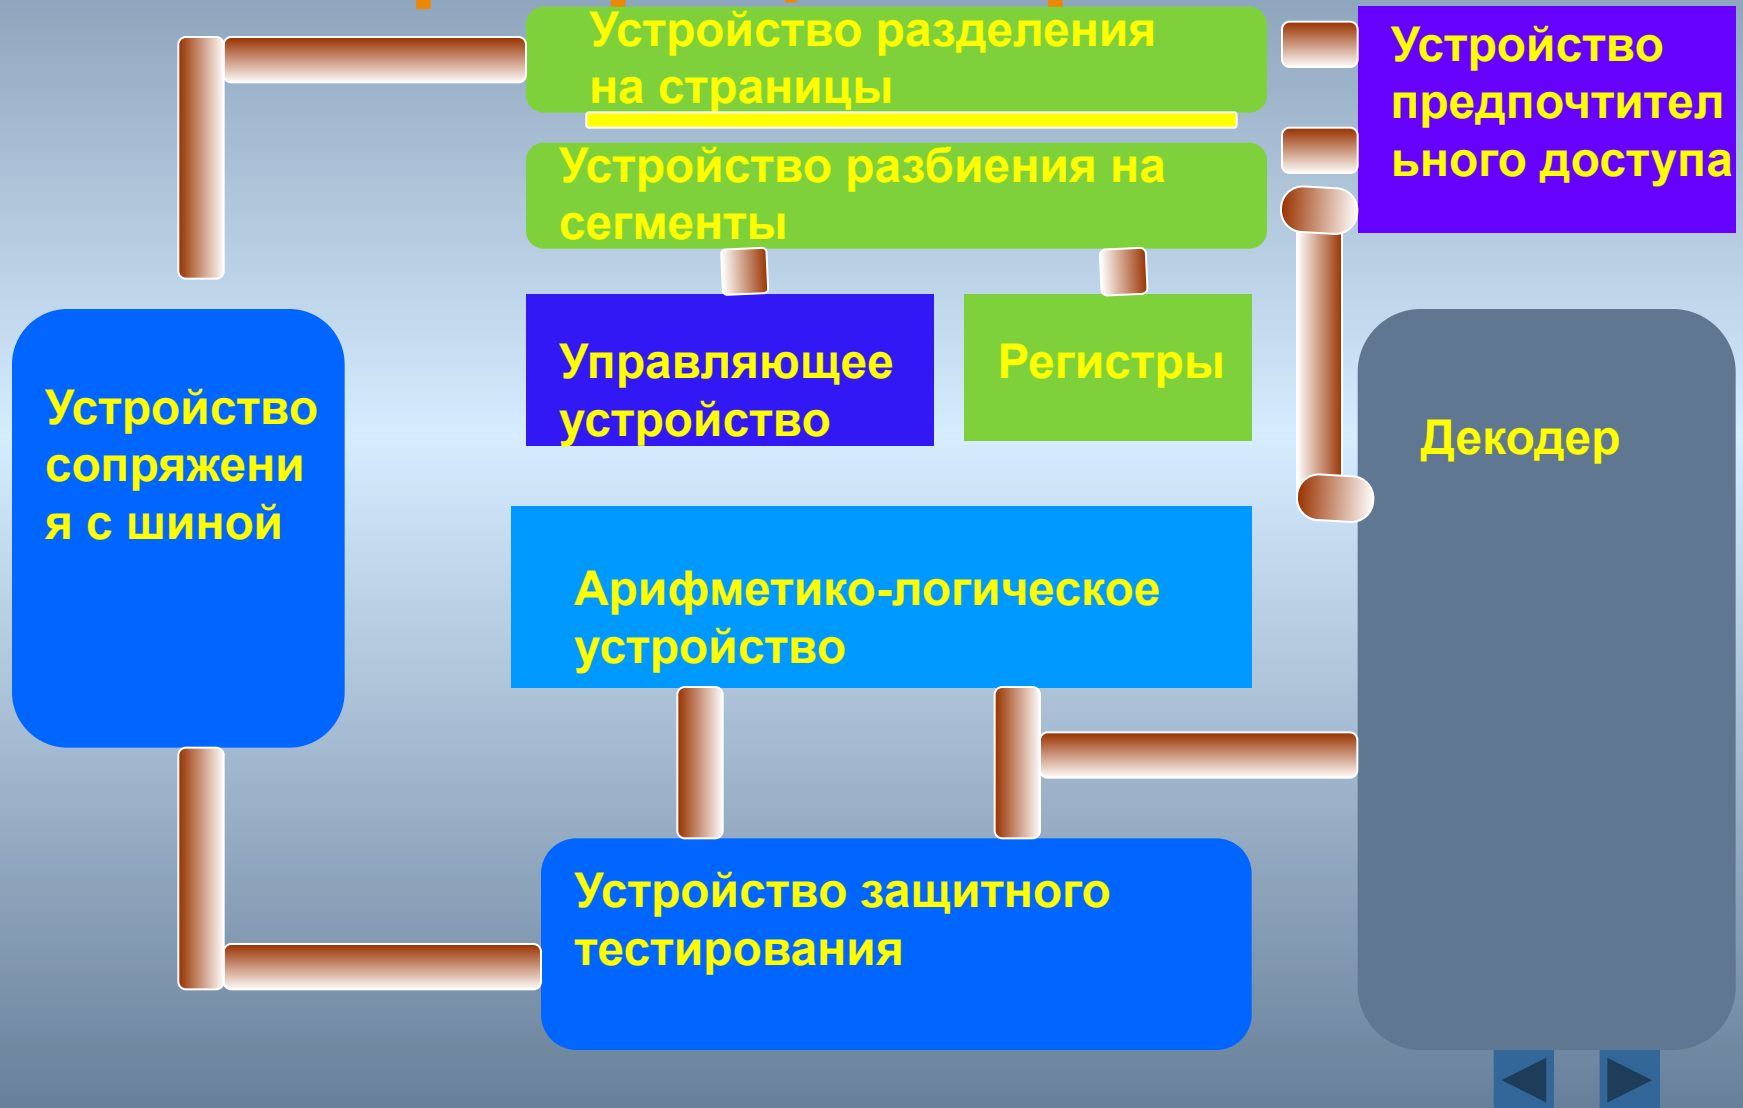 Устройство разделения
на страницы
Устройство
предпочтител
ьного доступа
Устройство разбиения на
сегменты
Управляющее
устройство
Регистры
Устройство
сопряжени
я с шиной
Декодер
Арифметико-логическое
устройство
Устройство защитного
тестирования